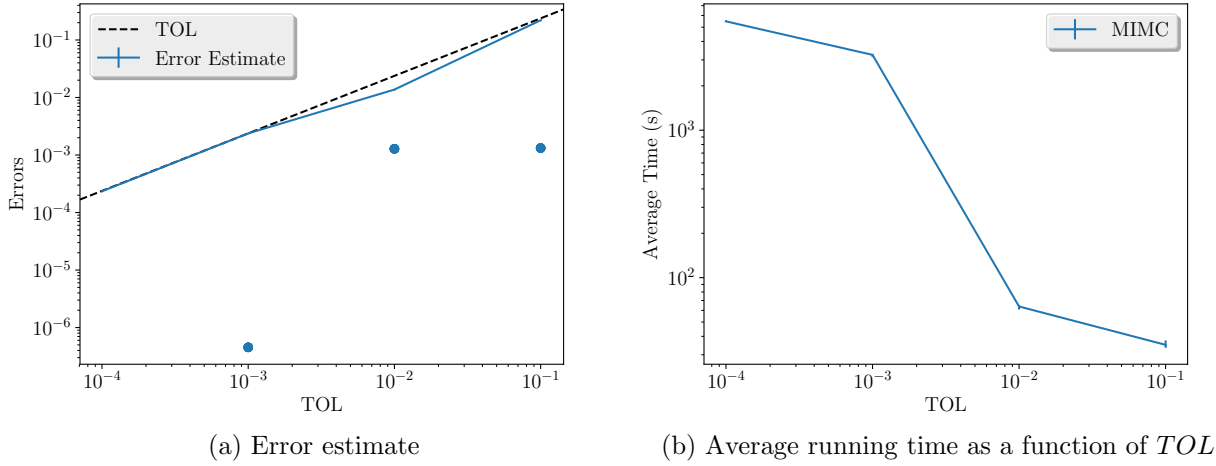 TOL
Error Estimate
10^{-1}
10^{-2}
10^{-3}
10^{-4}
10^{-5}
10^{-6}
Errors
10^{-4} 10^{-3} 10^{-2} 10^{-1}
TOL
(a) Error estimate
MIMC
10^{3}
10^{2}
Average Time (s)
10^{-4} 10^{-3} 10^{-2} 10^{-1}
TOL
(b) Average running time as a function of TOL